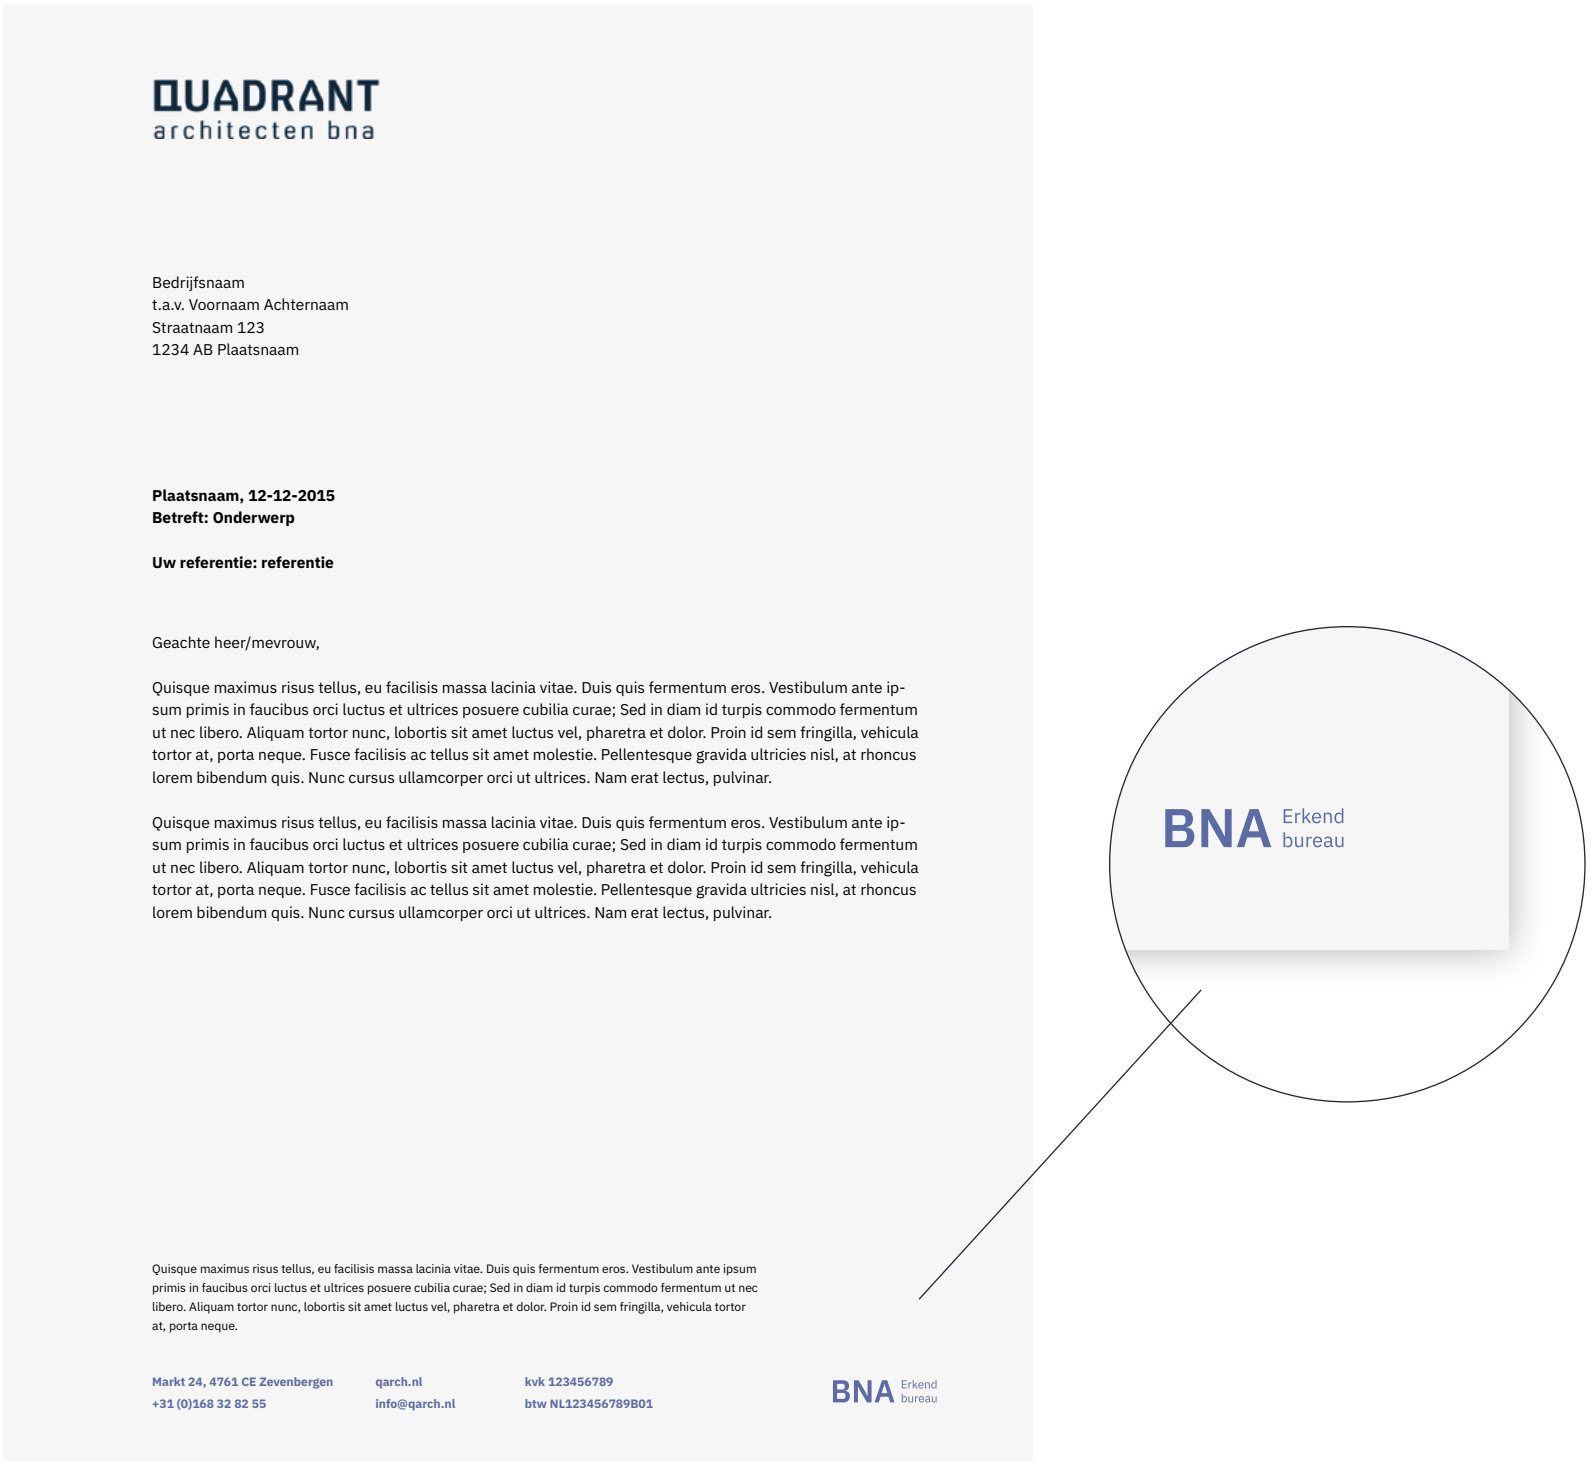 QUADRANT
architecten bna
Bedrijfsnaam
t.a.v. Voornaam Achternaam
Straatnaam 123
1234 AB Plaatsnaam
Plaatsnaam, 12-12-2015
Betreft: Onderwerp
Uw referentie: referentie
Geachte heer/mevrouw,
Quisque maximus risus tellus, eu facilisis massa lacinia vitae. Duis quis fermentum eros. Vestibulum ante ip-
sum primis in faucibus orci luctus et ultrices posuere cubilia curae; Sed in diam id turpis commodo fermentum
ut nec libero. Aliquam tortor nunc, lobortis sit amet luctus vel, pharetra et dolor. Proin id sem fringilla, vehicula
tortor at, porta neque. Fusce facilisis ac tellus sit amet molestie. Pellentesque gravida ultricies nisl, at rhoncus
lorem bibendum quis. Nunc cursus ullamcorper orci ut ultrices. Nam erat lectus, pulvinar.
Quisque maximus risus tellus, eu facilisis massa lacinia vitae. Duis quis fermentum eros. Vestibulum ante ip-
sum primis in faucibus orci luctus et ultrices posuere cubilia curae; Sed in diam id turpis commodo fermentum
ut nec libero. Aliquam tortor nunc, lobortis sit amet luctus vel, pharetra et dolor. Proin id sem fringilla, vehicula
tortor at, porta neque. Fusce facilisis ac tellus sit amet molestie. Pellentesque gravida ultricies nisl, at rhoncus
lorem bibendum quis. Nunc cursus ullamcorper orci ut ultrices. Nam erat lectus, pulvinar.
Quisque maximus risus tellus, eu facilisis massa lacinia vitae. Duis quis fermentum eros. Vestibulum ante ipsum
primis in faucibus orci luctus et ultrices posuere cubilia curae; Sed in diam id turpis commodo fermentum ut nec
libero. Aliquam tortor nunc, lobortis sit amet luctus vel, pharetra et dolor. Proin id sem fringilla, vehicula tortor
at, porta neque.
Markt 24, 4761 CE Zevenbergen
+31 (0)168 32 82 55
qarch.nl
info@qarch.nl
kvk 123456789
btw NL123456789B01
BNA Erkend
bureau
BNA Erkend
bureau